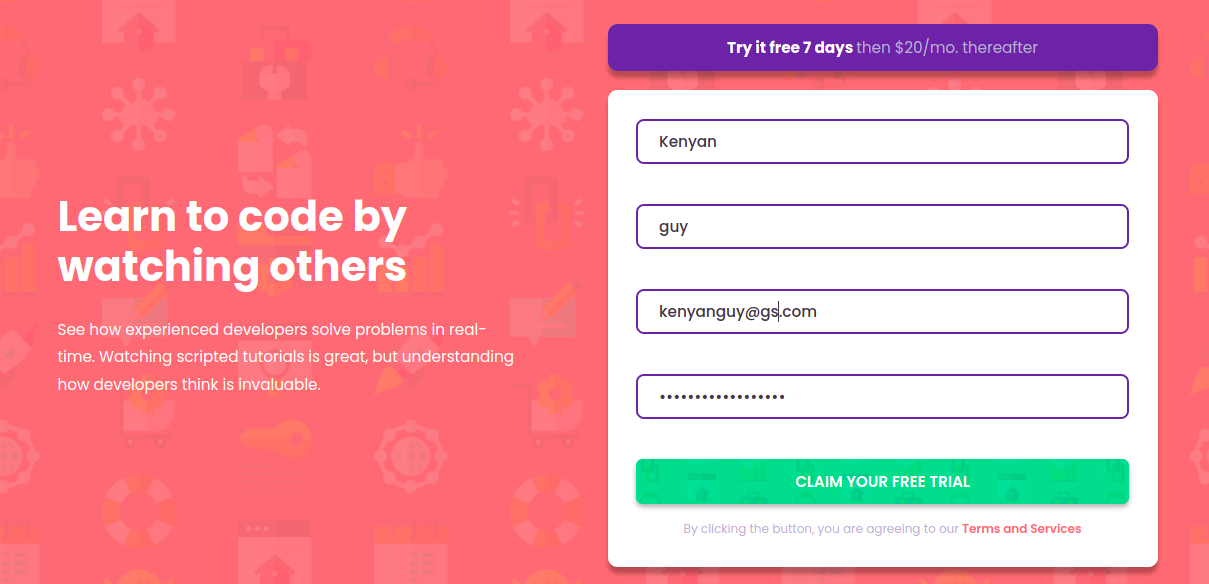 Try it free 7 days then $20/mo. thereafter
Learn to code by
watching others
See how experienced developers solve problems in real-
time. Watching scripted tutorials is great, but understanding
how developers think is invaluable.
Kenyan
guy
kenyanguy@gs.com
••••••••••••••••••
CLAIM YOUR FREE TRIAL
By clicking the button, you are agreeing to our Terms and Services